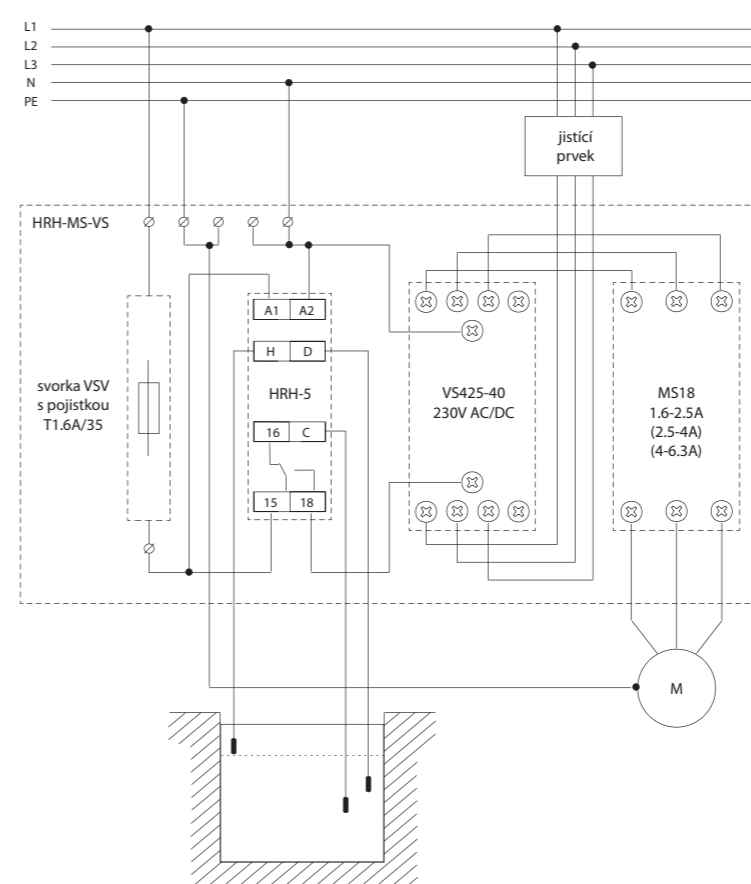 L1
L2
L3
N
PE
jistící
prvek
HRH-MS-VS
A1 A2
H D
HRH-5
16 C
15 18
svorka VSV
s pojistkou
T1.6A/35
VS425-40
230V AC/DC
MS18
1.6-2.5A
(2.5-4A)
(4-6.3A)
M